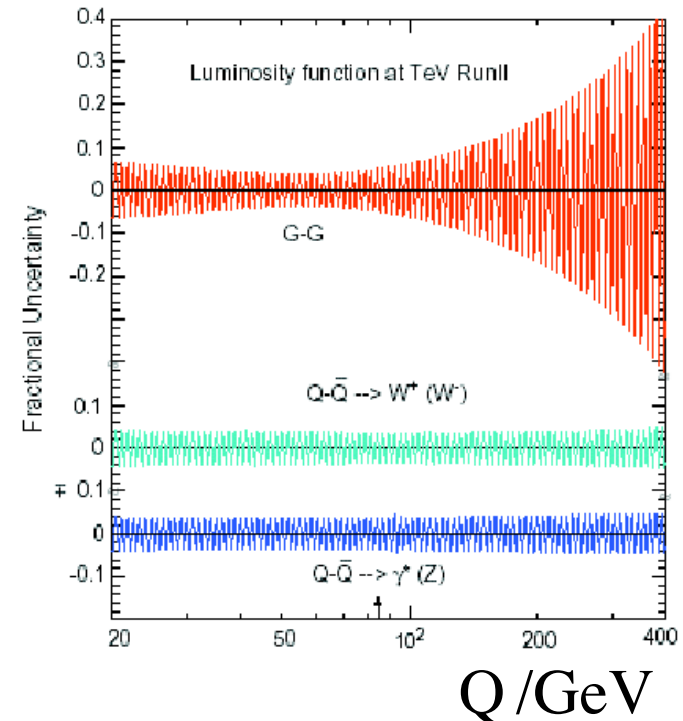 0.4
Luminosity function at TeV RunII
0.3
0.2
0.1
0
-0.1
G-G
-0.2
Fractional Uncertainty
Q-Q̄ --> W⁺ (W⁻)
0.1
0
± 0.1
0
-0.1
Q-Q̄ --> γ* (Z)
20 50 10² 200 400
Q /GeV